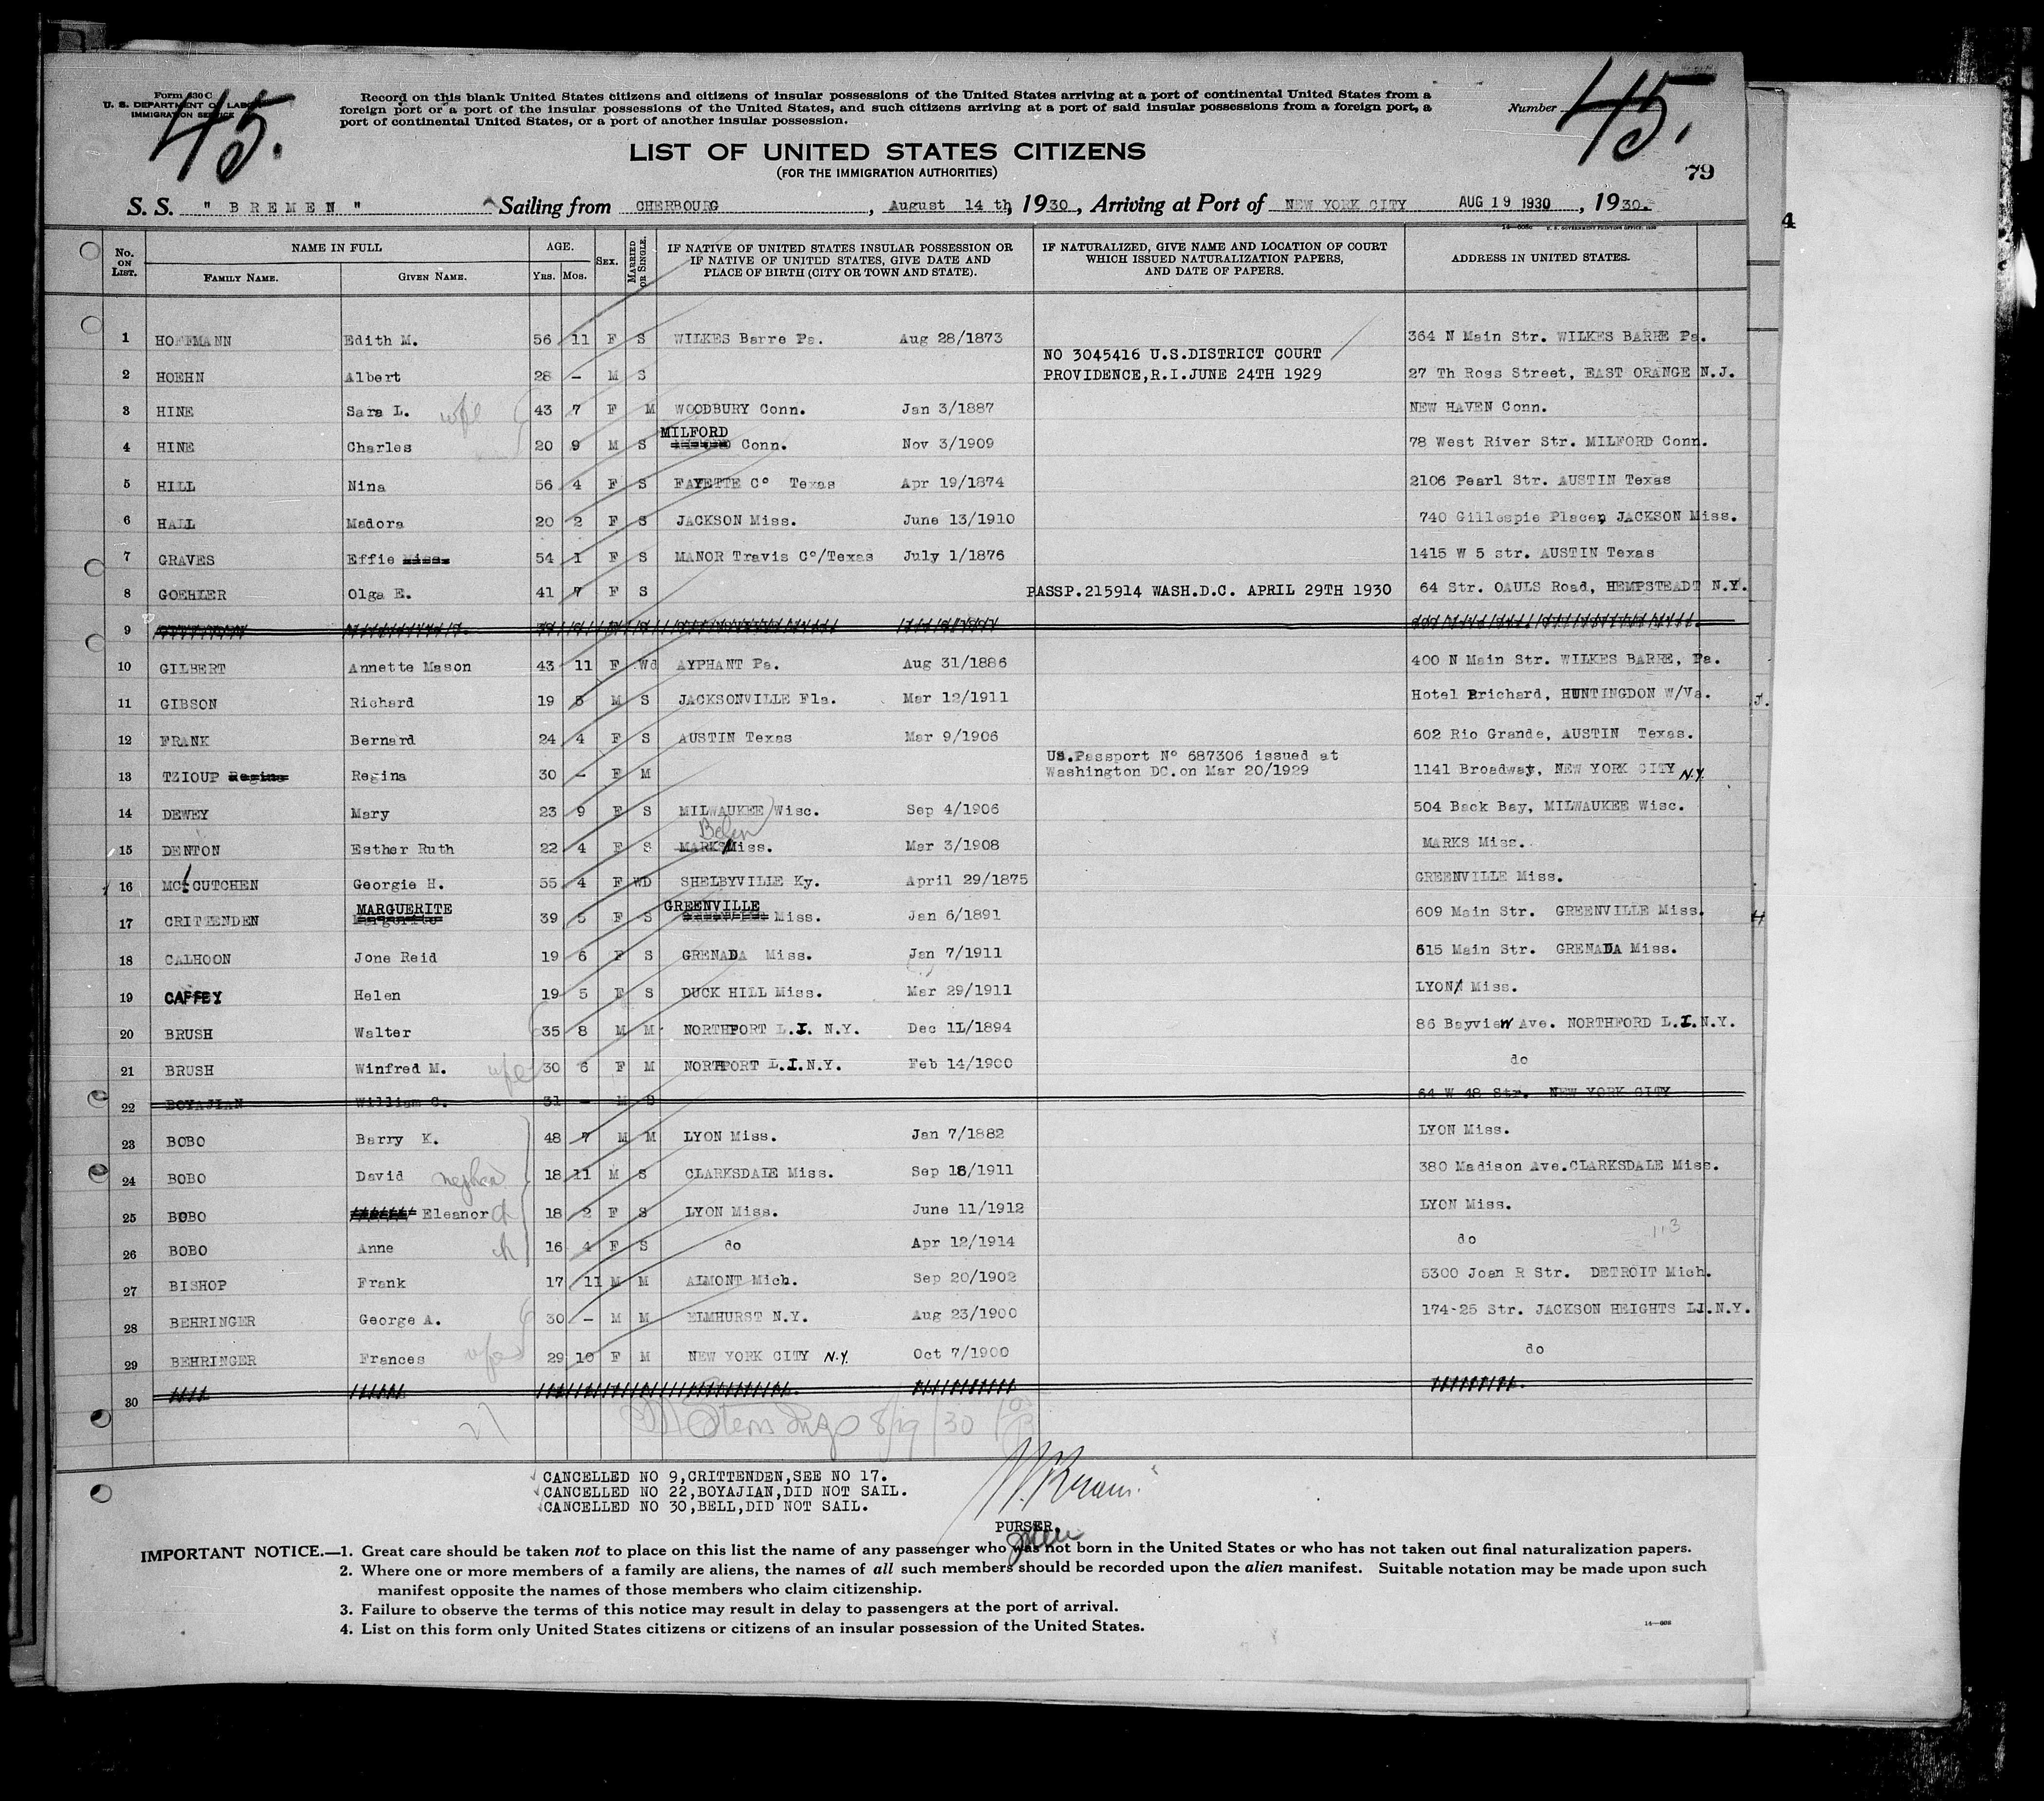 Form 630 C
U. S. DEPARTMENT OF LABOR
IMMIGRATION SERVICE
45.
Record on this blank United States citizens and citizens of insular possessions of the United States arriving at a port of continental United States from a
foreign port or a port of the insular possessions of the United States, and such citizens arriving at a port of said insular possessions from a foreign port, a
port of continental United States, or a port of another insular possession.
Number 45.
LIST OF UNITED STATES CITIZENS
(FOR THE IMMIGRATION AUTHORITIES)
79
S. S. " BREMEN " Sailing from CHERBOURG, August 14 th, 1930, Arriving at Port of NEW YORK CITY AUG 19 1930, 1930.
No. ON LIST. NAME IN FULL FAMILY NAME. GIVEN NAME. AGE. Yrs. Mos. SEX. MARRIED OR SINGLE. IF NATIVE OF UNITED STATES INSULAR POSSESSION OR IF NATIVE OF UNITED STATES, GIVE DATE AND PLACE OF BIRTH (CITY OR TOWN AND STATE). IF NATURALIZED, GIVE NAME AND LOCATION OF COURT WHICH ISSUED NATURALIZATION PAPERS, AND DATE OF PAPERS. ADDRESS IN UNITED STATES.
1 HOFFMANN Edith M. 56 11 F S WILKES Barre Pa. Aug 28/1873 364 N Main Str. WILKES BARRE Pa.
2 HOEHN Albert 28 - M S NO 3045416 U.S.DISTRICT COURT PROVIDENCE,R.I.JUNE 24TH 1929 27 Th Ross Street, EAST ORANGE N.J.
3 HINE Sara L. wfe 43 7 F M WOODBURY Conn. Jan 3/1887 NEW HAVEN Conn.
4 HINE Charles 20 9 M S MILFORD Conn. Nov 3/1909 78 West River Str. MILFORD Conn.
5 HILL Nina 56 4 F S FAYETTE Co Texas Apr 19/1874 2106 Pearl Str. AUSTIN Texas
6 HALL Madora 20 2 F S JACKSON Miss. June 13/1910 740 Gillespie Place, JACKSON Miss.
7 GRAVES Effie Miss. 54 1 F S MANOR Travis Co/Texas July 1/1876 1415 W 5 str. AUSTIN Texas
8 GOEHLER Olga E. 41 7 F S PASSP.215914 WASH.D.C. APRIL 29TH 1930 64 Str. OAULS Road, HEMPSTEADT N.Y.
9
10 GILBERT Annette Mason 43 11 F Wd AYPHANT Pa. Aug 31/1886 400 N Main Str. WILKES BARRE, Pa.
11 GIBSON Richard 19 5 M S JACKSONVILLE Fla. Mar 12/1911 Hotel Prichard, HUNTINGDON W/Va.
12 FRANK Bernard 24 4 F S AUSTIN Texas Mar 9/1906 602 Rio Grande, AUSTIN Texas.
13 TZIOUP Regina Regina 30 - F M US.Passport No 687306 issued at Washington DC.on Mar 20/1929 1141 Broadway, NEW YORK CITY N.Y.
14 DEWEY Mary 23 9 F S MILWAUKEE Wisc. Sep 4/1906 504 Back Bay, MILWAUKEE Wisc.
15 DENTON Esther Ruth 22 4 F S Belen MARKS Miss. Mar 3/1908 MARKS Miss.
16 MC CUTCHEN Georgie H. 55 4 F WD SHELBYVILLE Ky. April 29/1875 GREENVILLE Miss.
17 CRITTENDEN MARGUERITE 39 5 F S GREENVILLE Miss. Jan 6/1891 609 Main Str. GREENVILLE Miss.
18 CALHOON Jone Reid 19 6 F S GRENADA Miss. Jan 7/1911 615 Main Str. GRENADA Miss.
19 CAFFEY Helen 19 5 F S DUCK HILL Miss. Mar 29/1911 LYON Miss.
20 BRUSH Walter 35 8 M M NORTHPORT L.I. N.Y. Dec 11/1894 86 Bayview Ave. NORTHFORD L.I.N.Y.
21 BRUSH Winfred M. wfe 30 6 F M NORTHPORT L.I.N.Y. Feb 14/1900 do
22 BOYAJIAN William C. 31 - M S 64 W 48 Str. NEW YORK CITY
23 BOBO Barry K. 48 7 M M LYON Miss. Jan 7/1882 LYON Miss.
24 BOBO David nephew 18 11 M S CLARKSDALE Miss. Sep 18/1911 380 Madison Ave.CLARKSDALE Miss.
25 BOBO Eleanor ch 18 2 F S LYON Miss. June 11/1912 LYON Miss.
26 BOBO Anne ch 16 4 F S do Apr 12/1914 do
27 BISHOP Frank 17 11 M M ALMONT Mich. Sep 20/1902 5300 Joan R Str. DETROIT Mich.
28 BEHRINGER George A. 30 - M M ELMHURST N.Y. Aug 23/1900 174-25 Str. JACKSON HEIGHTS LI.N.Y.
29 BEHRINGER Frances wfe 29 10 F M NEW YORK CITY N.Y. Oct 7/1900 do
30
27 8/19/30
CANCELLED NO 9,CRITTENDEN,SEE NO 17.
CANCELLED NO 22,BOYAJIAN,DID NOT SAIL.
CANCELLED NO 30,BELL,DID NOT SAIL.
PURSER.
IMPORTANT NOTICE.—1. Great care should be taken not to place on this list the name of any passenger who was not born in the United States or who has not taken out final naturalization papers.
2. Where one or more members of a family are aliens, the names of all such members should be recorded upon the alien manifest. Suitable notation may be made upon such
manifest opposite the names of those members who claim citizenship.
3. Failure to observe the terms of this notice may result in delay to passengers at the port of arrival.
4. List on this form only United States citizens or citizens of an insular possession of the United States.